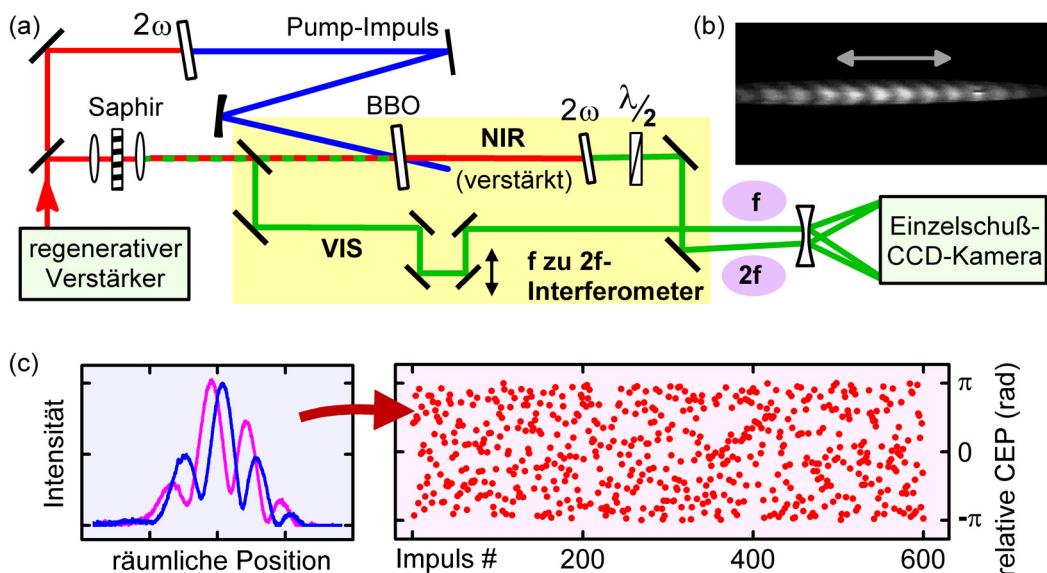 (a)
2ω
Pump-Impuls
(b)
Saphir
BBO
2ω
λ/2
NIR
(verstärkt)
f
regenerativer
Verstärker
VIS
f zu 2f-
Interferometer
2f
Einzelschuß-
CCD-Kamera
(c)
Intensität
räumliche Position
π
0
-π
relative CEP (rad)
Impuls #
200
400
600